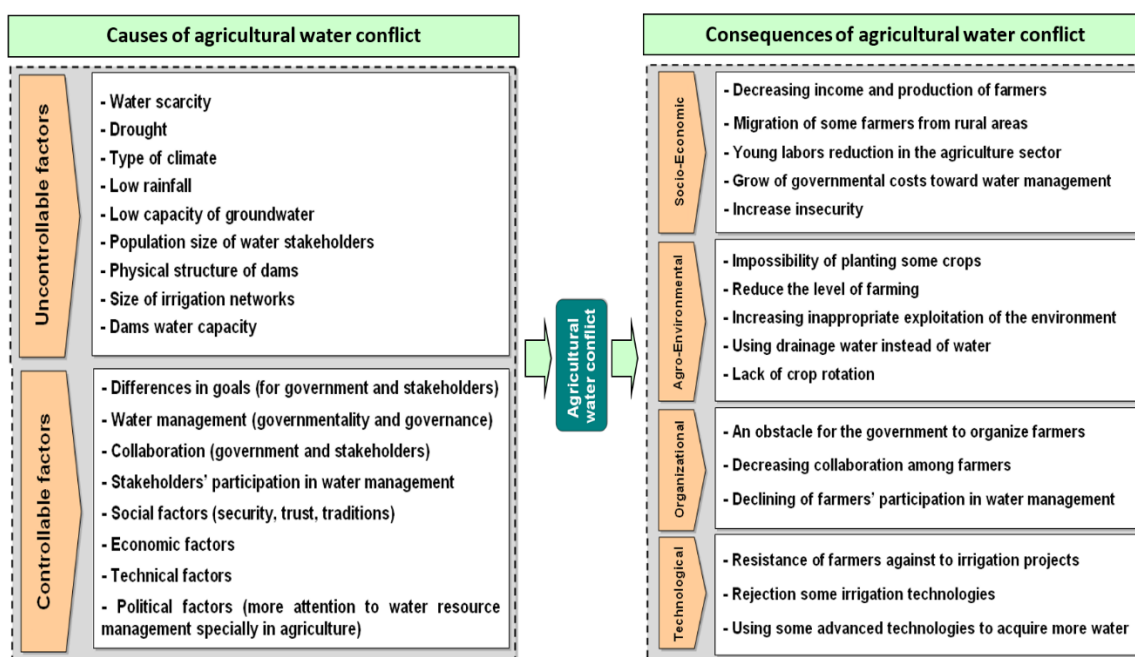 Causes of agricultural water conflict
Uncontrollable factors
- Water scarcity
- Drought
- Type of climate
- Low rainfall
- Low capacity of groundwater
- Population size of water stakeholders
- Physical structure of dams
- Size of irrigation networks
- Dams water capacity
Controllable factors
- Differences in goals (for government and stakeholders)
- Water management (governmentality and governance)
- Collaboration (government and stakeholders)
- Stakeholders' participation in water management
- Social factors (security, trust, traditions)
- Economic factors
- Technical factors
- Political factors (more attention to water resource
management specially in agriculture)
Agricultural
water conflict
Consequences of agricultural water conflict
Socio-Economic
- Decreasing income and production of farmers
- Migration of some farmers from rural areas
- Young labors reduction in the agriculture sector
- Grow of governmental costs toward water management
- Increase insecurity
Agro-Environmental
- Impossibility of planting some crops
- Reduce the level of farming
- Increasing inappropriate exploitation of the environment
- Using drainage water instead of water
- Lack of crop rotation
Organizational
- An obstacle for the government to organize farmers
- Decreasing collaboration among farmers
- Declining of farmers' participation in water management
Technological
- Resistance of farmers against to irrigation projects
- Rejection some irrigation technologies
- Using some advanced technologies to acquire more water